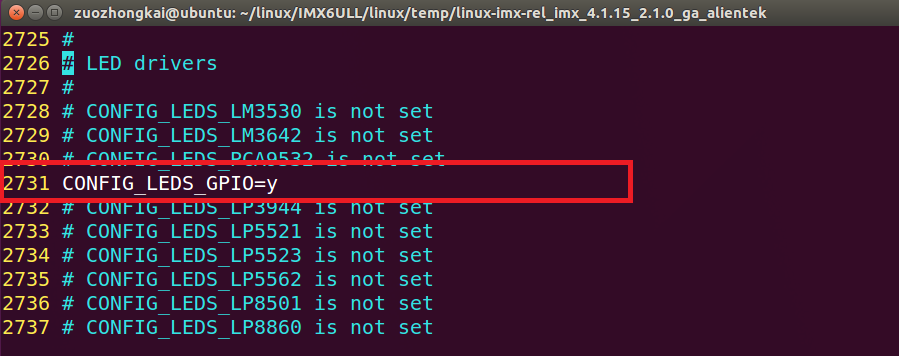 zuozhongkai@ubuntu: ~/linux/IMX6ULL/linux/temp/linux-imx-rel_imx_4.1.15_2.1.0_ga_alientek
2725 #
2726 # LED drivers
2727 #
2728 # CONFIG_LEDS_LM3530 is not set
2729 # CONFIG_LEDS_LM3642 is not set
2730 # CONFIG_LEDS_PCA9532 is not set
2731 CONFIG_LEDS_GPIO=y
2732 # CONFIG_LEDS_LP3944 is not set
2733 # CONFIG_LEDS_LP5521 is not set
2734 # CONFIG_LEDS_LP5523 is not set
2735 # CONFIG_LEDS_LP5562 is not set
2736 # CONFIG_LEDS_LP8501 is not set
2737 # CONFIG_LEDS_LP8860 is not set